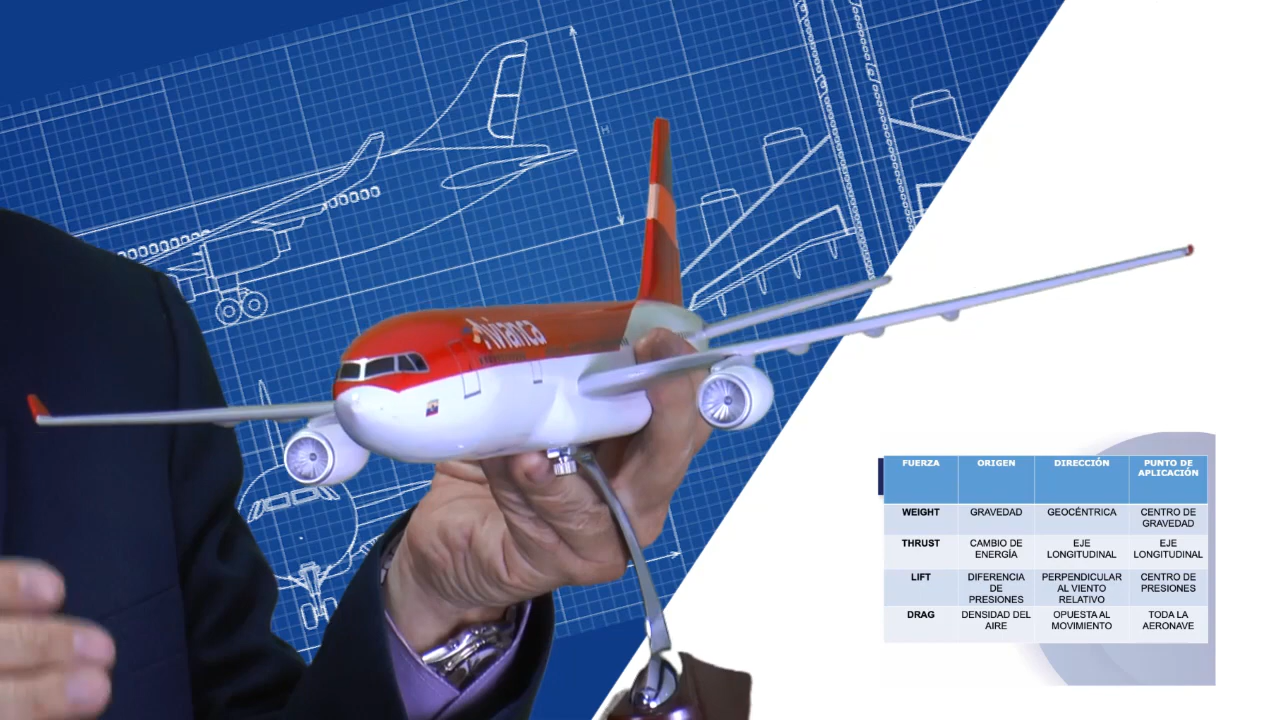 H
Avianca
FUERZA ORIGEN DIRECCIÓN PUNTO DE
APLICACIÓN
WEIGHT GRAVEDAD GEOCÉNTRICA CENTRO DE
GRAVEDAD
THRUST CAMBIO DE EJE EJE
ENERGÍA LONGITUDINAL LONGITUDINAL
LIFT DIFERENCIA PERPENDICULAR CENTRO DE
DE AL VIENTO PRESIONES
PRESIONES RELATIVO
DRAG DENSIDAD DEL OPUESTA AL TODA LA
AIRE MOVIMIENTO AERONAVE